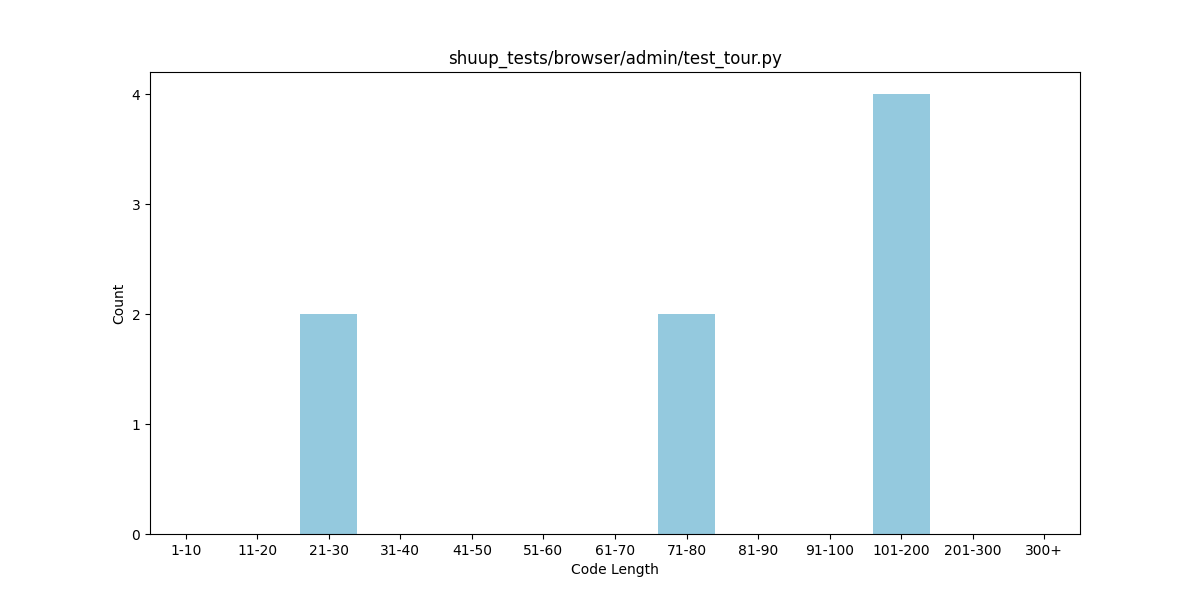 shuup_tests/browser/admin/test_tour.py
4
3
2
1
0
Count
1-10 11-20 21-30 31-40 41-50 51-60 61-70 71-80 81-90 91-100 101-200 201-300 300+
Code Length